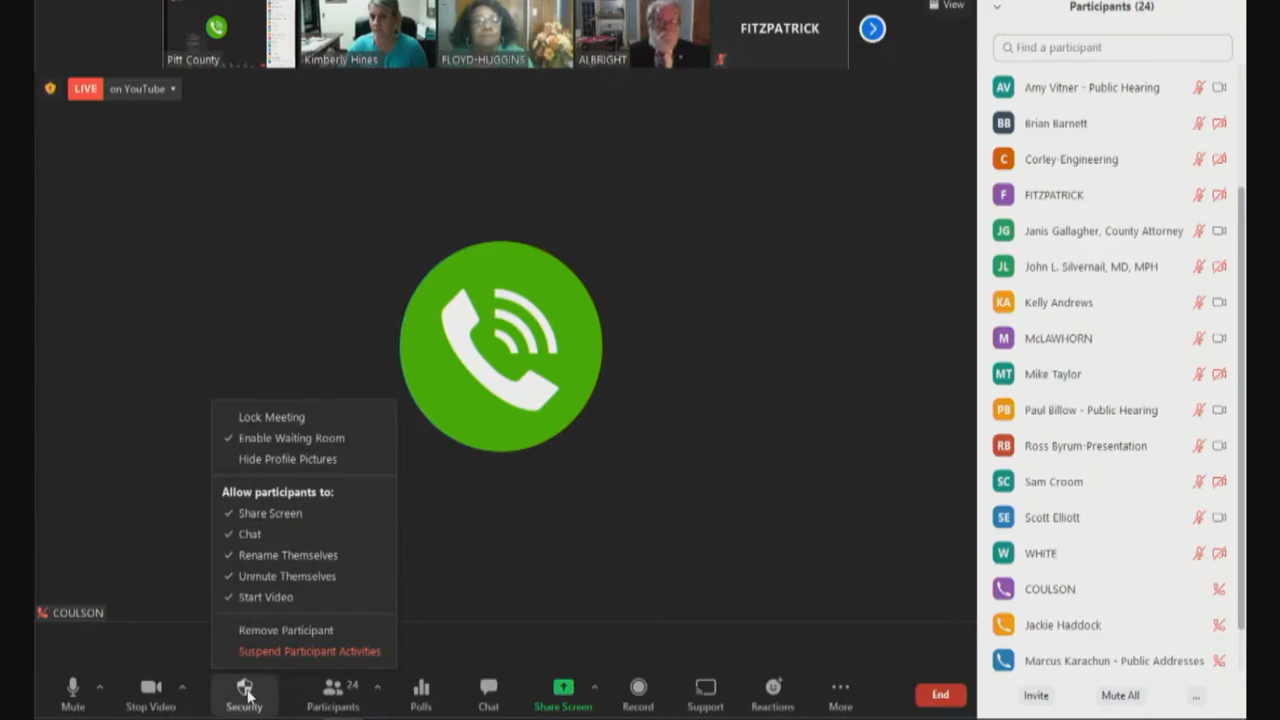 View
Pitt County
Kimberly Hines
FLOYD-HUGGINS
ALBRIGHT
FITZPATRICK
LIVE on YouTube
COULSON
Lock Meeting
Enable Waiting Room
Hide Profile Pictures
Allow participants to:
Share Screen
Chat
Rename Themselves
Unmute Themselves
Start Video
Remove Participant
Suspend Participant Activities
Mute
Stop Video
Security
24
Participants
Polls
Chat
Share Screen
Record
Support
Reactions
More
End
Participants (24)
Find a participant
AV Amy Vitner - Public Hearing
BB Brian Barnett
C Corley-Engineering
F FITZPATRICK
JG Janis Gallagher, County Attorney
JL John L. Silvernail, MD, MPH
KA Kelly Andrews
M McLAWHORN
MT Mike Taylor
PB Paul Billow - Public Hearing
RB Ross Byrum-Presentation
SC Sam Croom
SE Scott Elliott
W WHITE
COULSON
Jackie Haddock
Marcus Karachun - Public Addresses
Invite
Mute All
...